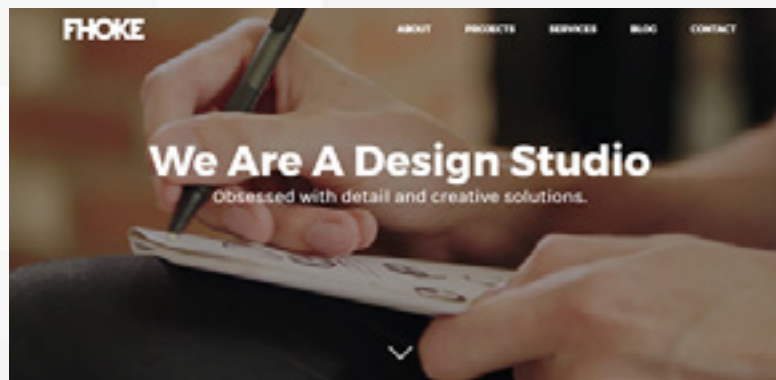 FHOKE
ABOUT PROJECTS SERVICES BLOG CONTACT
We Are A Design Studio
Obsessed with detail and creative solutions.